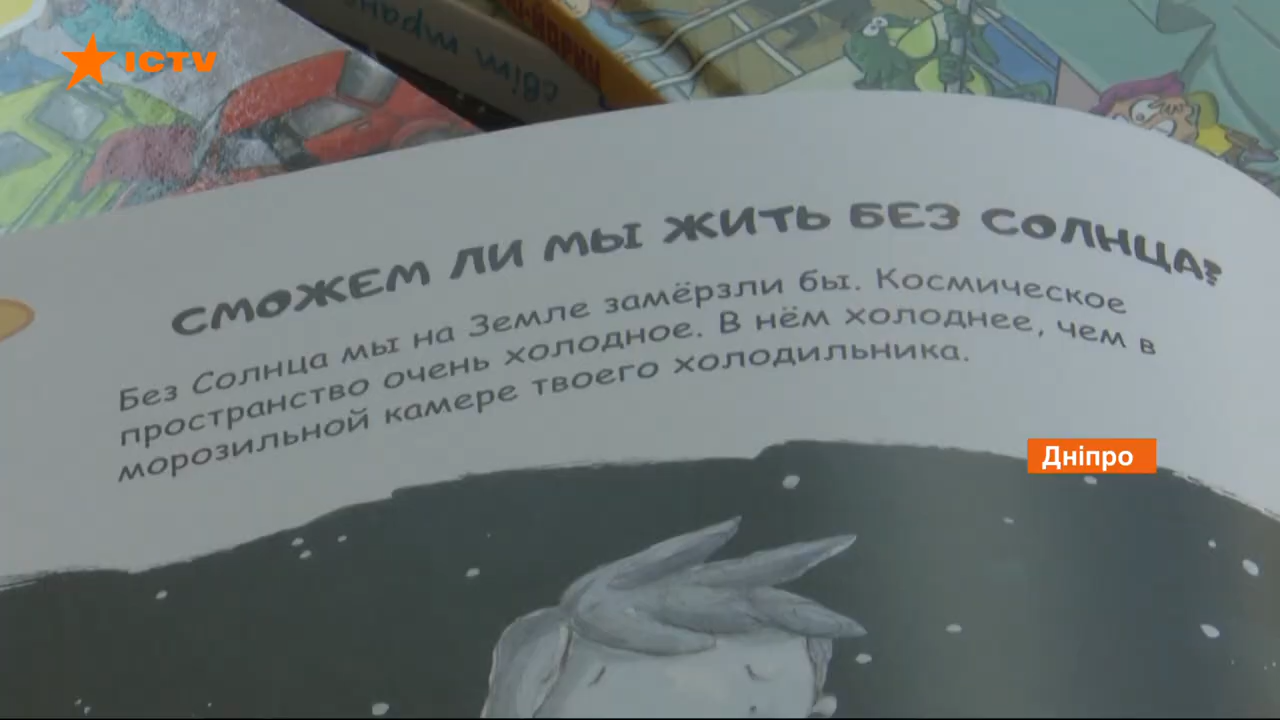 ICTV
світ
СМОЖЕМ ЛИ МЫ ЖИТЬ БЕЗ СОЛНЦА?
Без Солнца мы на Земле замёрзли бы. Космическое
пространство очень холодное. В нём холоднее, чем в
морозильной камере твоего холодильника.
Дніпро